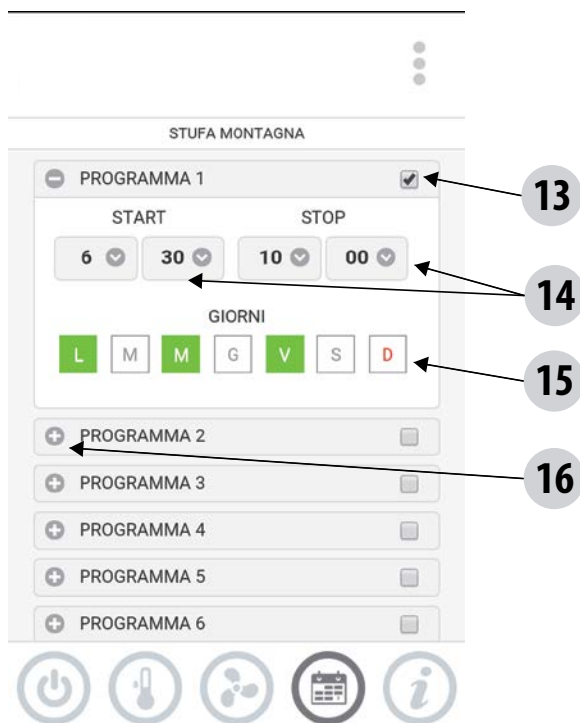 STUFA MONTAGNA
PROGRAMMA 1
13
START STOP
6 30 10 00
14
GIORNI
L M M G V S D
15
PROGRAMMA 2
16
PROGRAMMA 3
PROGRAMMA 4
PROGRAMMA 5
PROGRAMMA 6
i